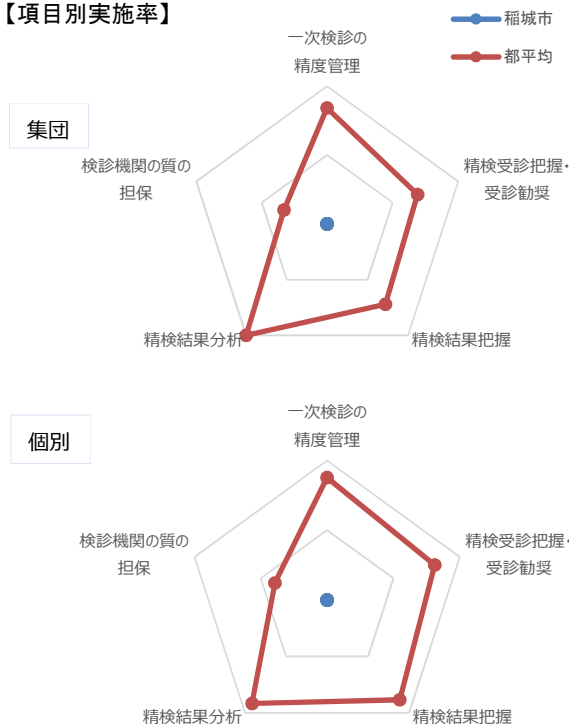 【項目別実施率】
稲城市
都平均
集団
一次検診の
精度管理
精検受診把握・
受診勧奨
精検結果把握
精検結果分析
検診機関の質の
担保
個別
一次検診の
精度管理
精検受診把握・
受診勧奨
精検結果把握
精検結果分析
検診機関の質の
担保